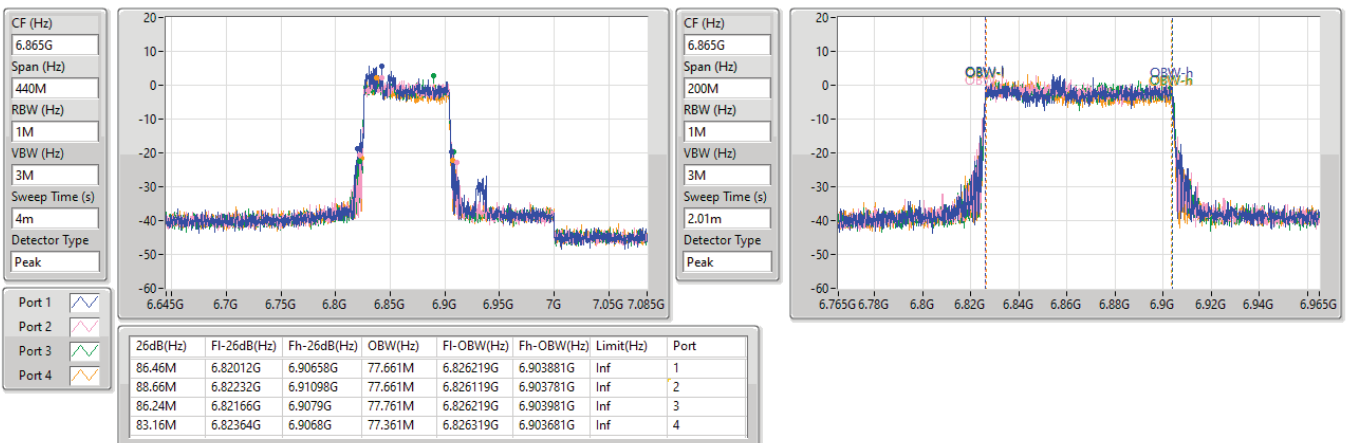 CF (Hz)
6.865G
Span (Hz)
440M
RBW (Hz)
1M
VBW (Hz)
3M
Sweep Time (s)
4m
Detector Type
Peak
20-
10-
0-
-10-
-20-
-30-
-40-
-50-
-60-
6.645G 6.7G 6.75G 6.8G 6.85G 6.9G 6.95G 7G 7.05G 7.085G
CF (Hz)
6.865G
Span (Hz)
200M
RBW (Hz)
1M
VBW (Hz)
3M
Sweep Time (s)
2.01m
Detector Type
Peak
20-
10-
0-
-10-
-20-
-30-
-40-
-50-
-60-
OBW-l OBW-h
6.765G 6.78G 6.8G 6.82G 6.84G 6.86G 6.88G 6.9G 6.92G 6.94G 6.965G
Port 1
Port 2
Port 3
Port 4
26dB(Hz) Fl-26dB(Hz) Fh-26dB(Hz) OBW(Hz) Fl-OBW(Hz) Fh-OBW(Hz) Limit(Hz) Port
86.46M 6.82012G 6.90658G 77.661M 6.826219G 6.903881G Inf 1
88.66M 6.82232G 6.91098G 77.661M 6.826119G 6.903781G Inf 2
86.24M 6.82166G 6.9079G 77.761M 6.826219G 6.903981G Inf 3
83.16M 6.82364G 6.9068G 77.361M 6.826319G 6.903681G Inf 4